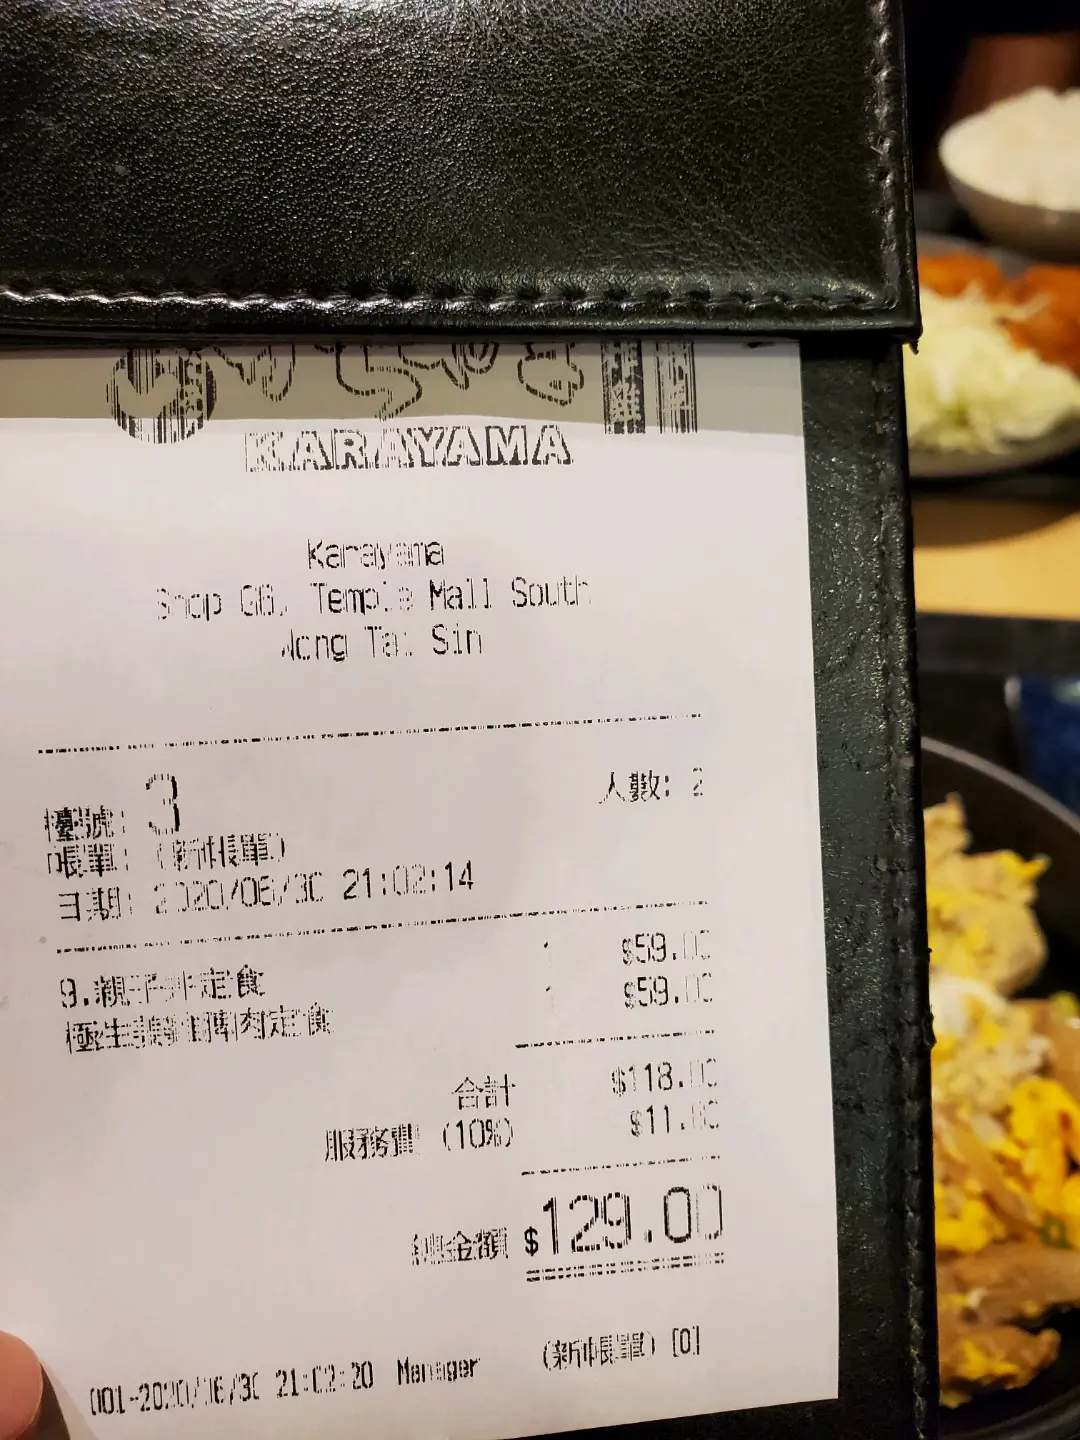 KARAYAMA
Karayama
Shop G6, Temple Mall South
Wong Tai Sin
檯號: 3 人數: 2
帳單: (新帳單)
日期: 2020/06/30 21:02:14
9.親子丼定食 1 $59.00
極生姜豬肉定食 1 $59.00
合計 $118.00
服務費 (10%) $11.80
總金額 $129.00
(新帳單) [0]
001-2020/06/30 21:02:20 Manager